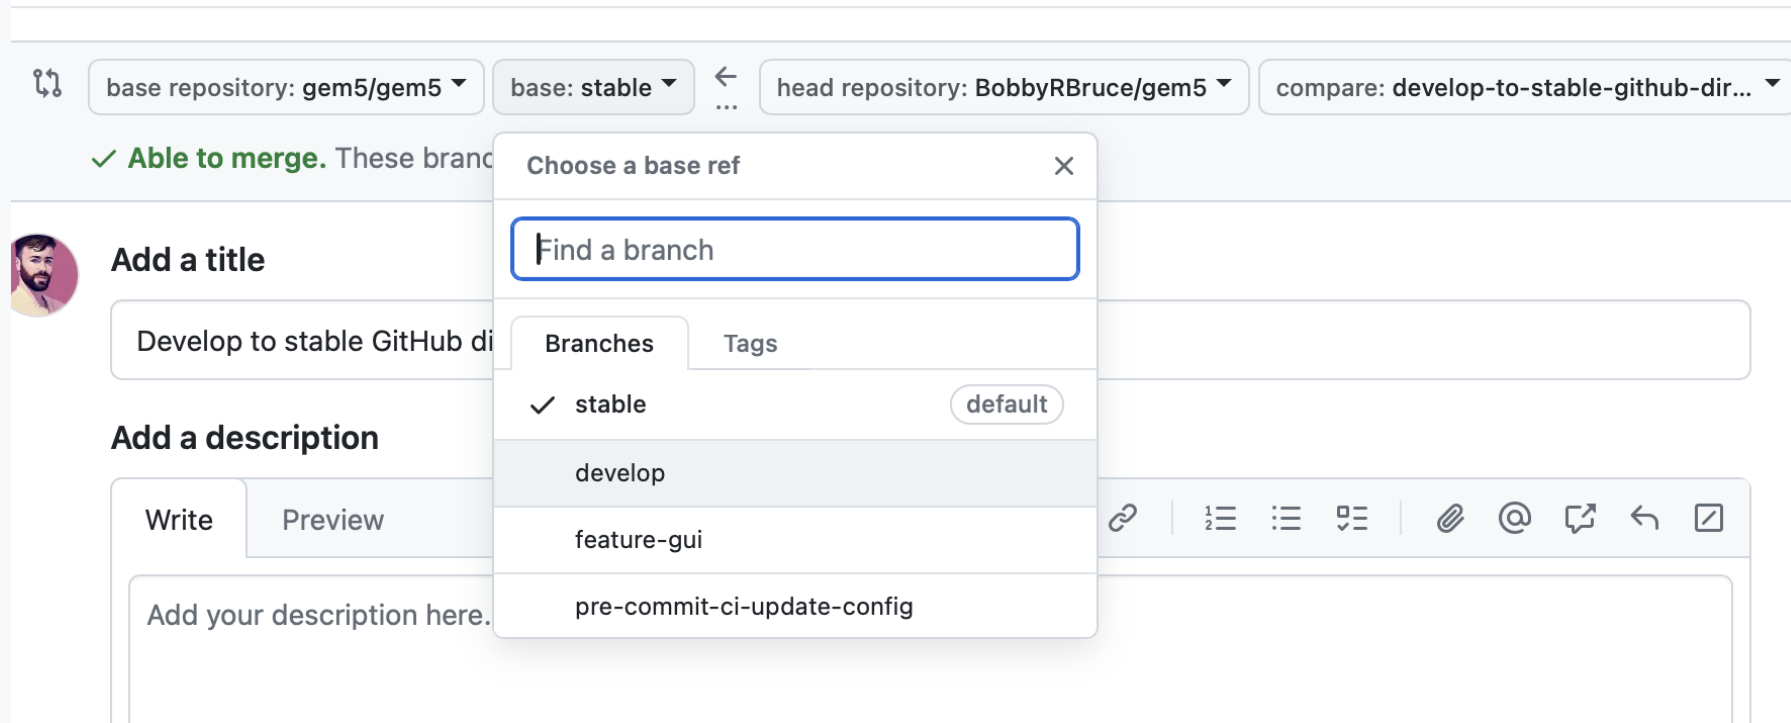 base repository: gem5/gem5 base: stable ← ... head repository: BobbyRBruce/gem5 compare: develop-to-stable-github-dir...
✓ Able to merge. These branc
Choose a base ref
Find a branch
Add a title
Branches Tags
Develop to stable GitHub di
stable default
Add a description
develop
Write Preview
feature-gui
pre-commit-ci-update-config
Add your description here.